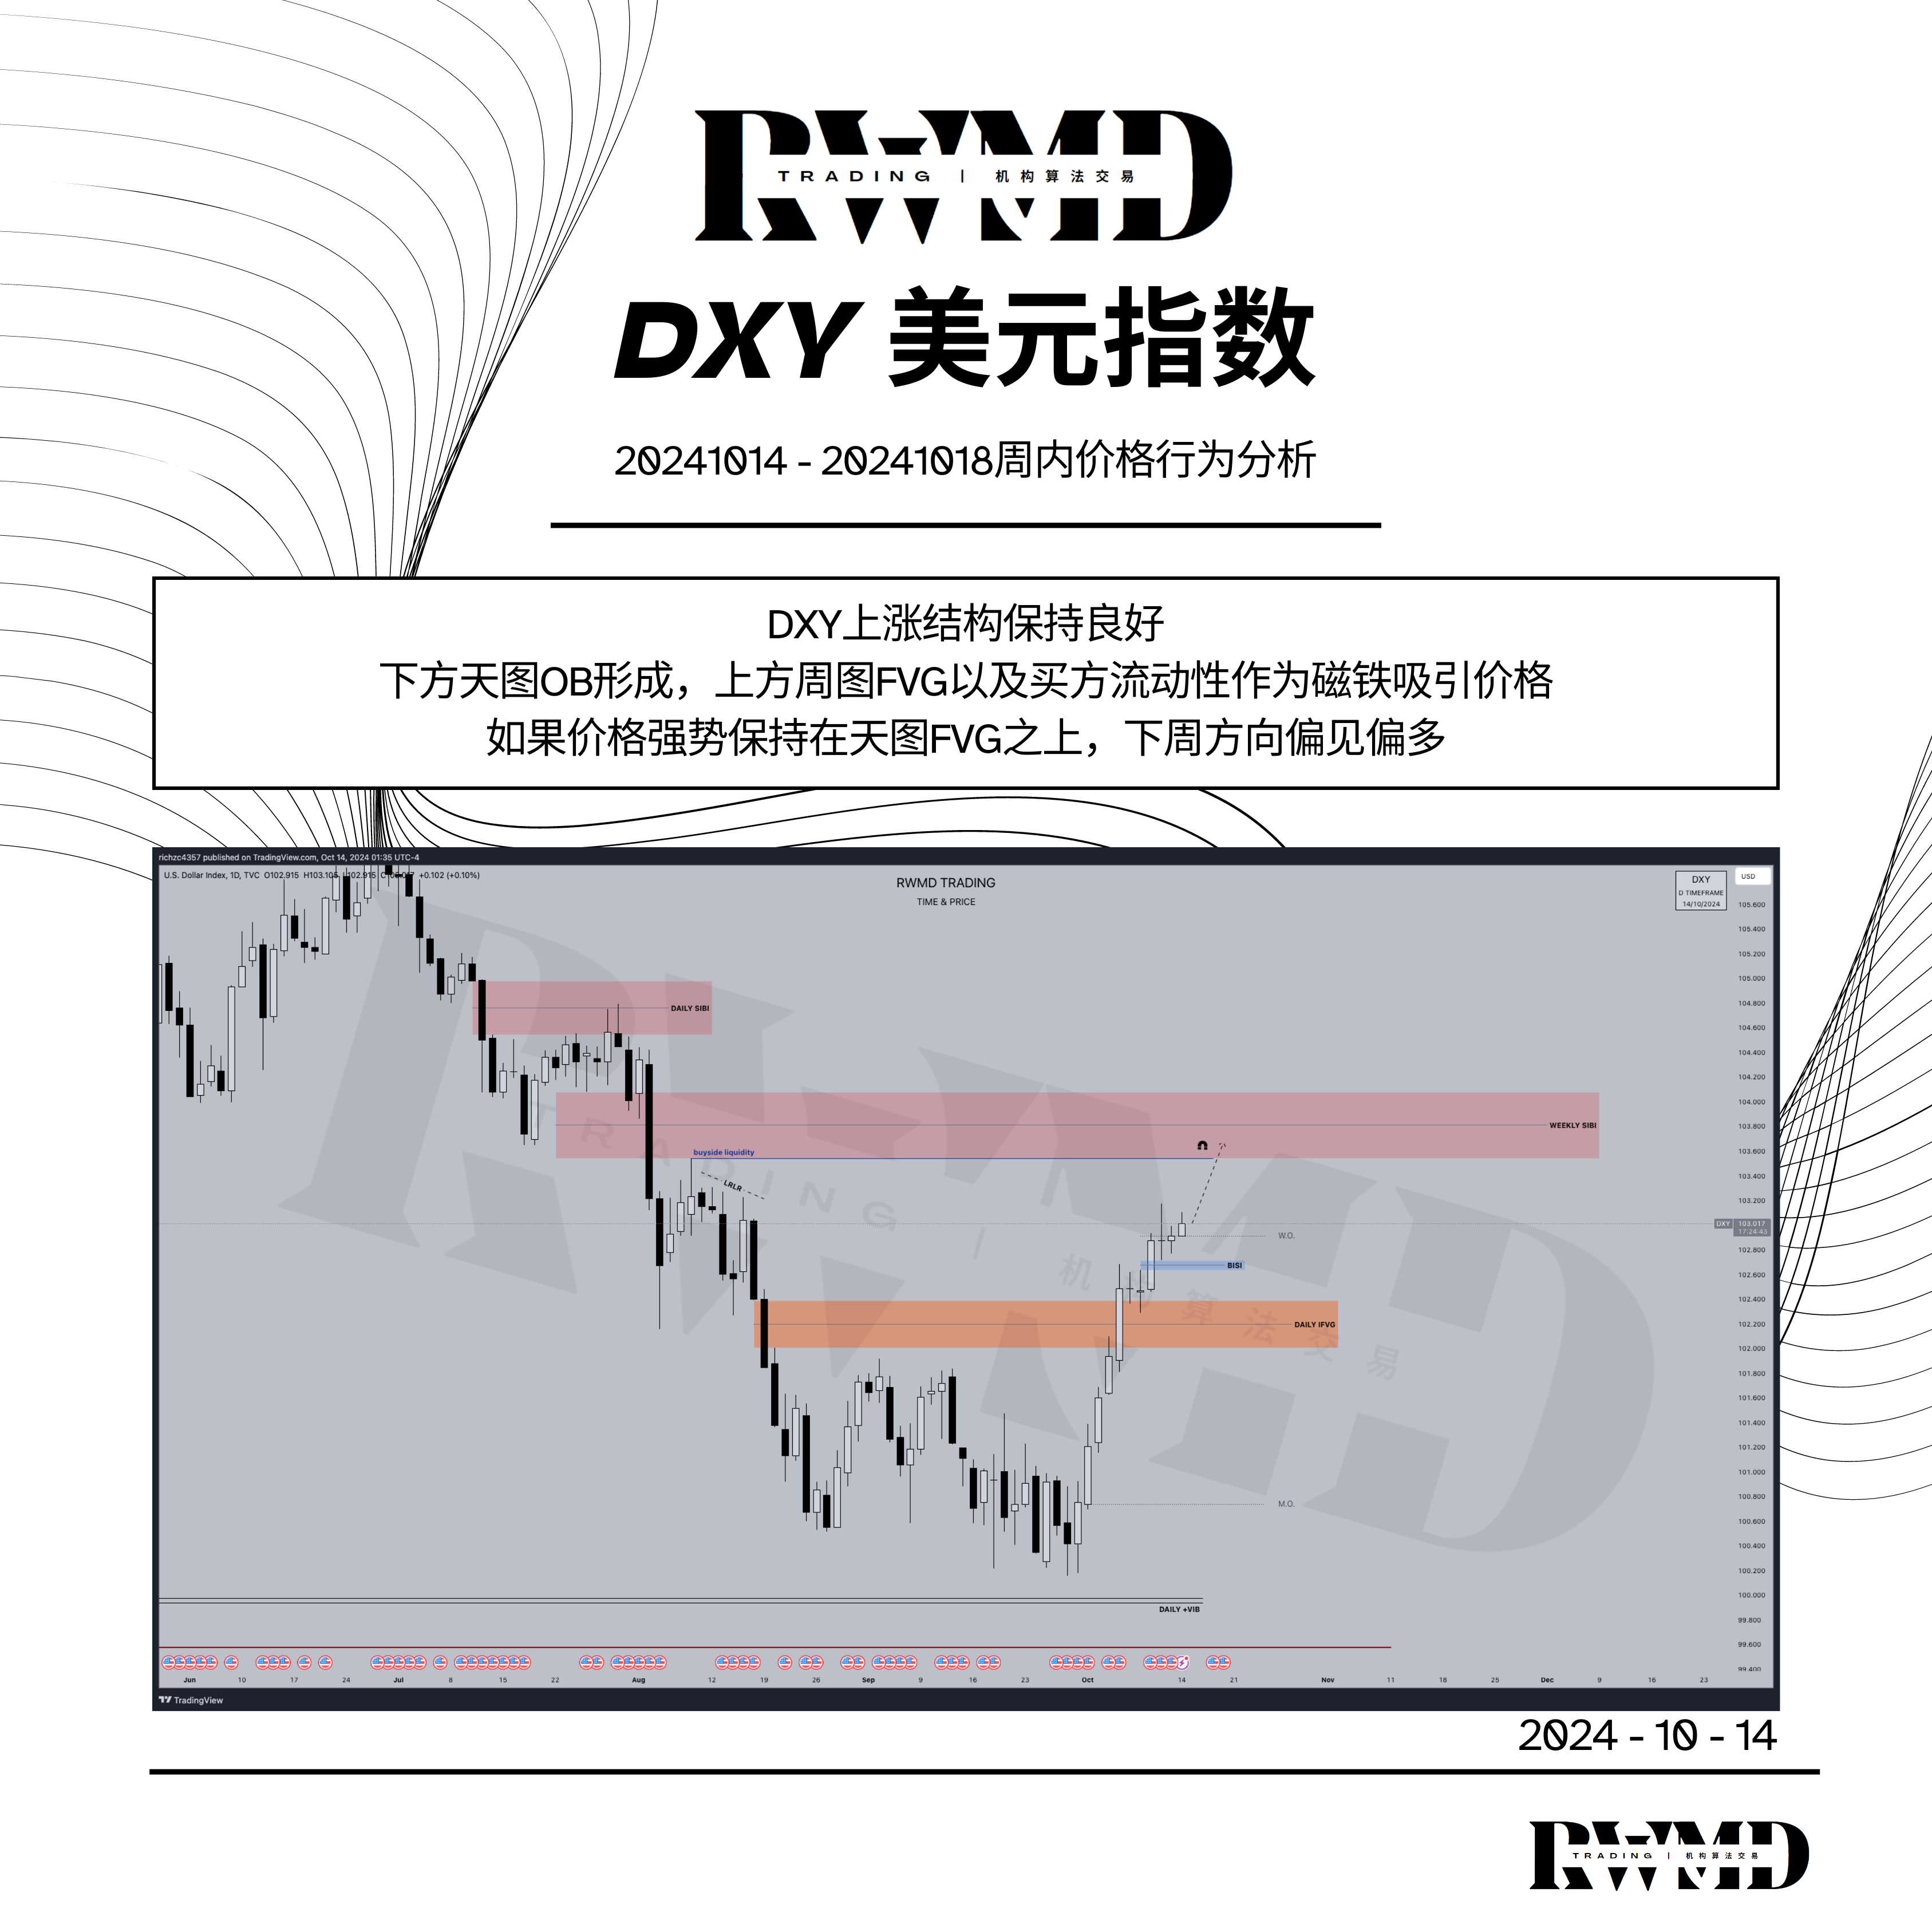 RWMD
TRADING | 机构算法交易
DXY 美元指数
20241014 - 20241018周内价格行为分析
DXY上涨结构保持良好
下方天图OB形成，上方周图FVG以及买方流动性作为磁铁吸引价格
如果价格强势保持在天图FVG之上，下周方向偏见偏多
richzc4357 published on TradingView.com, Oct 14, 2024 01:35 UTC-4
U.S. Dollar Index, 1D, TVC O102.915 H103.105 L102.915 +0.102 (+0.10%)
RWMD TRADING
TIME & PRICE
DXY
D TIMEFRAME
14/10/2024
USD
105.600
105.400
105.200
105.000
104.800
104.600
104.400
104.200
104.000
103.800
103.600
103.400
103.200
DXY 103.017
17:24:43
102.800
102.600
102.400
102.200
102.000
101.800
101.600
101.400
101.200
101.000
100.800
100.600
100.400
100.200
100.000
99.800
99.600
99.400
DAILY SIBI
WEEKLY SIBI
buyside liquidity
LRLR
W.O.
BISI
DAILY IFVG
M.O.
DAILY +VIB
RWMD
TRADING | 机构算法交易
Jun 10 17 24 Jul 8 15 22 Aug 12 19 26 Sep 9 16 23 Oct 14 21 Nov 11 18 25 Dec 9 16 23
TradingView
2024 - 10 - 14
RWMD
TRADING | 机构算法交易